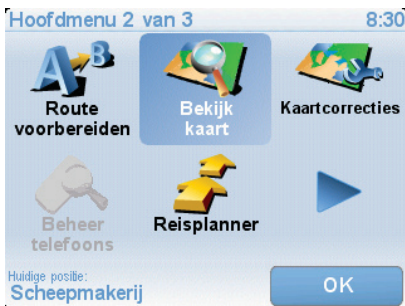 Hoofdmenu 2 van 3 8:30
A B
Route
voorbereiden
Bekijk
kaart
Kaartcorrecties
Beheer
telefoons
Reisplanner
Huidige positie:
Scheepmakerij
OK